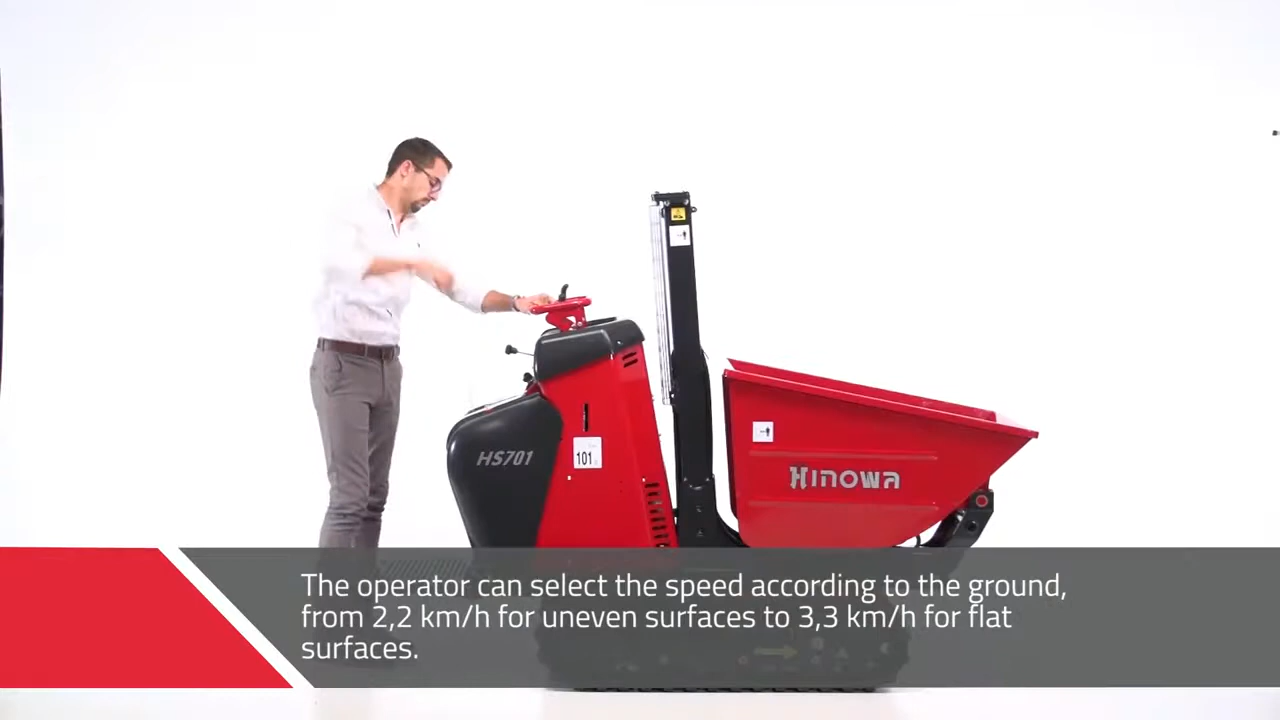 HS701
101
HINOWA
The operator can select the speed according to the ground,
from 2,2 km/h for uneven surfaces to 3,3 km/h for flat
surfaces.